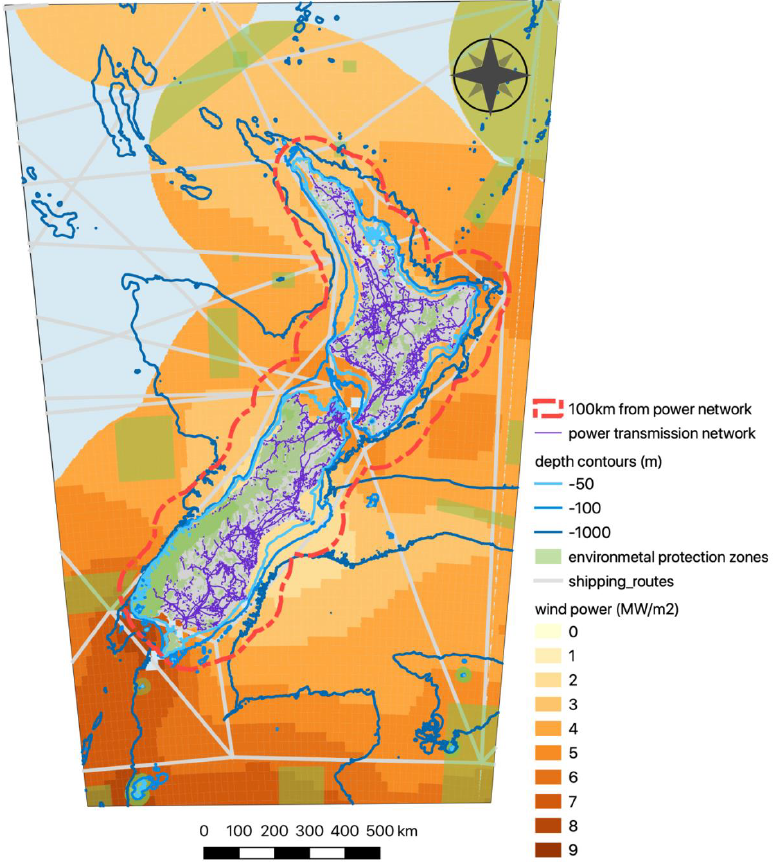 100km from power network
power transmission network
depth contours (m)
-50
-100
-1000
environmetal protection zones
shipping_routes
wind power (MW/m2)
0
1
2
3
4
5
6
7
8
9
0 100 200 300 400 500 km